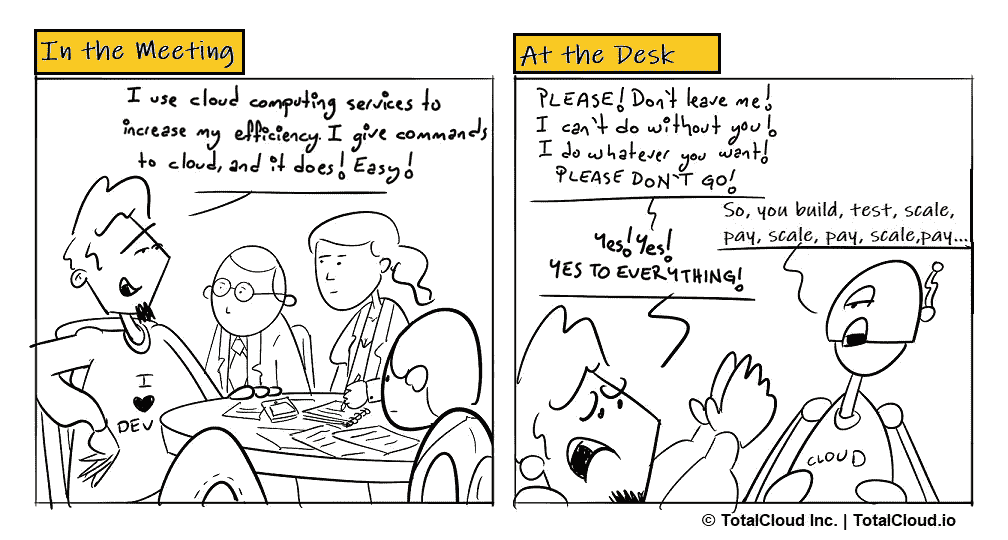 In the Meeting
I use cloud computing services to
increase my efficiency. I give commands
to cloud, and it does! Easy!
I
♥
DEV
At the Desk
PLEASE! Don't leave me!
I can't do without you!
I do whatever you want!
PLEASE DON'T GO!
Yes! Yes!
YES TO EVERYTHING!
So, you build, test, scale,
pay, scale, pay, scale,pay...
CLOUD
© TotalCloud Inc. | TotalCloud.io